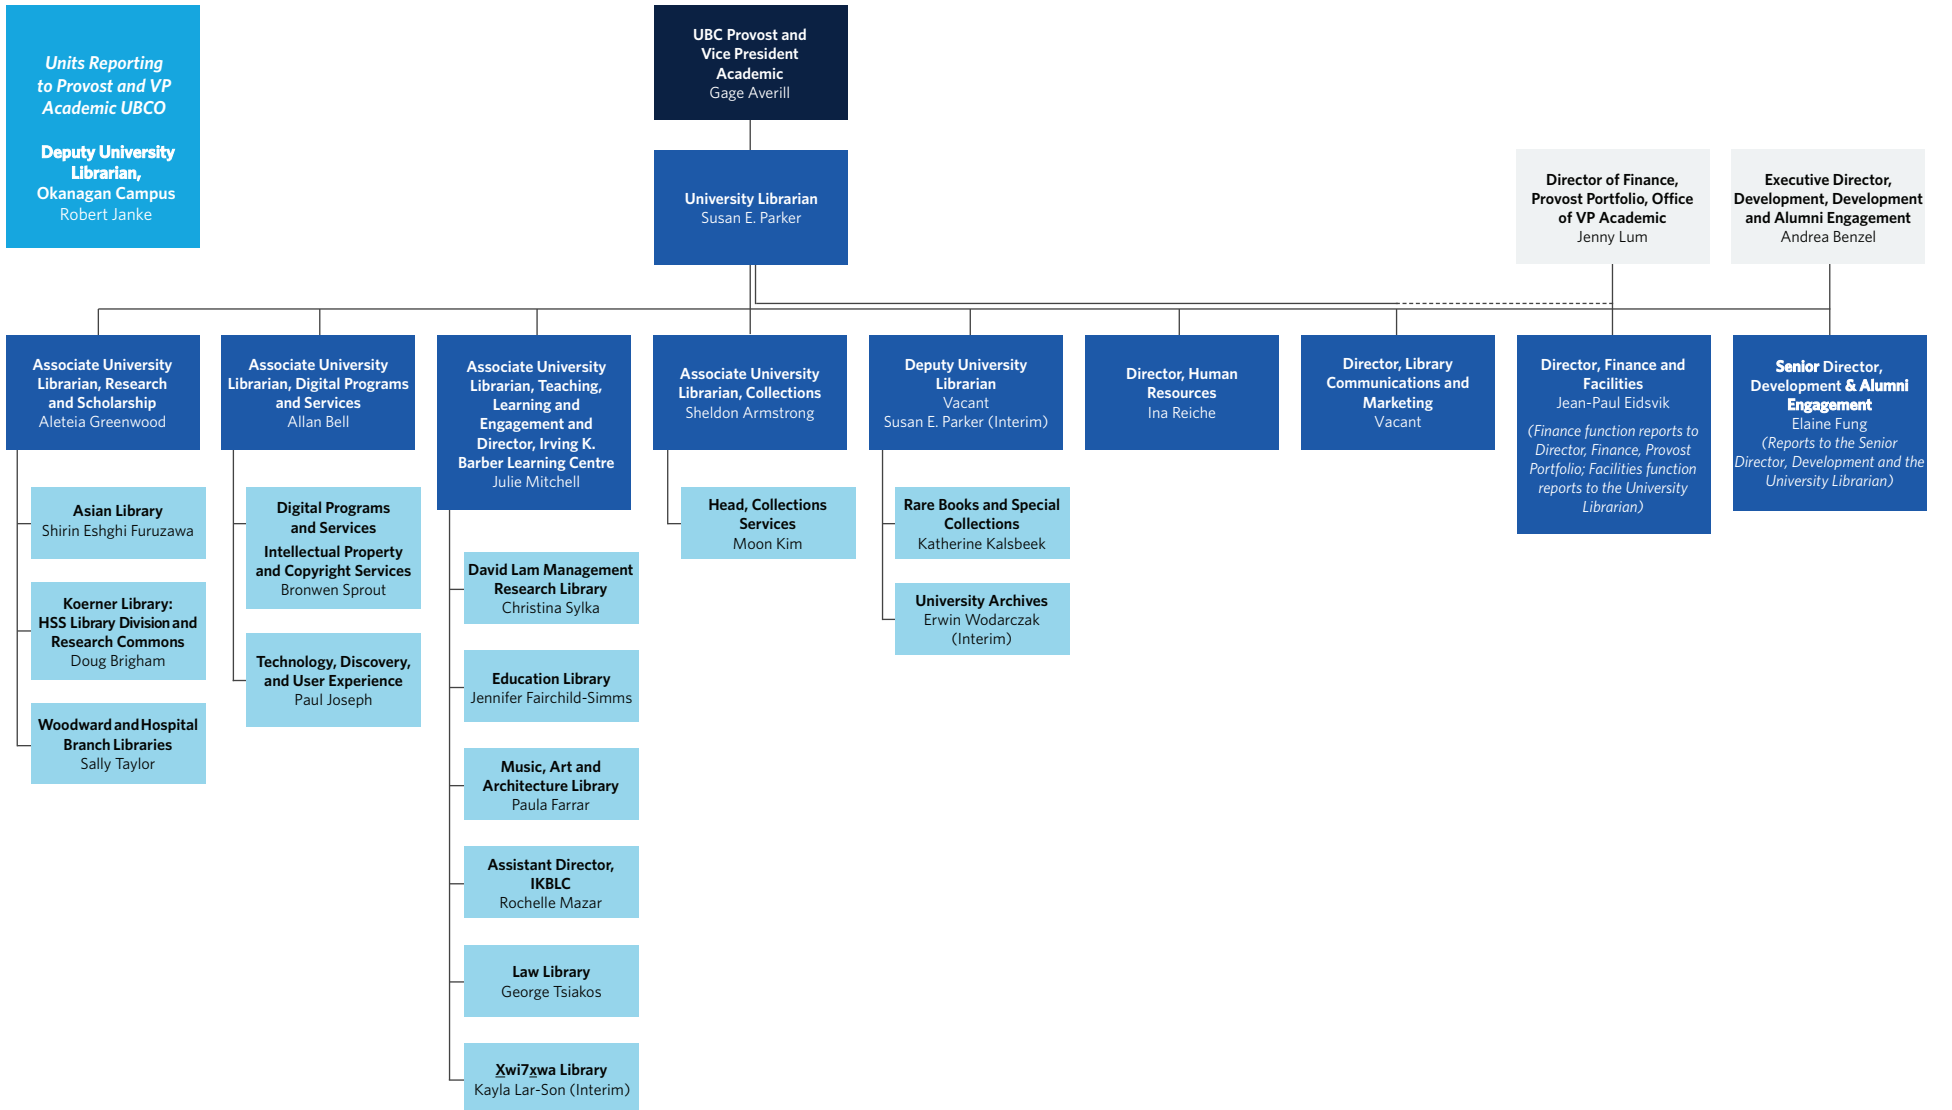 Units Reporting
to Provost and VP
Academic UBCO
Deputy University
Librarian,
Okanagan Campus
Robert Janke
UBC Provost and
Vice President
Academic
Gage Averill
University Librarian
Susan E. Parker
Director of Finance,
Provost Portfolio, Office
of VP Academic
Jenny Lum
Executive Director,
Development, Development
and Alumni Engagement
Andrea Benzel
Associate University
Librarian, Research
and Scholarship
Aleteia Greenwood
Associate University
Librarian, Digital Programs
and Services
Allan Bell
Associate University
Librarian, Teaching,
Learning and
Engagement and
Director, Irving K.
Barber Learning Centre
Julie Mitchell
Associate University
Librarian, Collections
Sheldon Armstrong
Deputy University
Librarian
Vacant
Susan E. Parker (Interim)
Director, Human
Resources
Ina Reiche
Director, Library
Communications and
Marketing
Vacant
Director, Finance and
Facilities
Jean-Paul Eidsvik
(Finance function reports to
Director, Finance, Provost
Portfolio; Facilities function
reports to the University
Librarian)
Senior Director,
Development & Alumni
Engagement
Elaine Fung
(Reports to the Senior
Director, Development and the
University Librarian)
Asian Library
Shirin Eshghi Furuzawa
Koerner Library:
HSS Library Division and
Research Commons
Doug Brigham
Woodward and Hospital
Branch Libraries
Sally Taylor
Digital Programs
and Services
Intellectual Property
and Copyright Services
Bronwen Sprout
Technology, Discovery,
and User Experience
Paul Joseph
David Lam Management
Research Library
Christina Sylka
Education Library
Jennifer Fairchild-Simms
Music, Art and
Architecture Library
Paula Farrar
Assistant Director,
IKBLC
Rochelle Mazar
Law Library
George Tsiakos
X̲wi7x̲wa Library
Kayla Lar-Son (Interim)
Head, Collections
Services
Moon Kim
Rare Books and Special
Collections
Katherine Kalsbeek
University Archives
Erwin Wodarczak
(Interim)